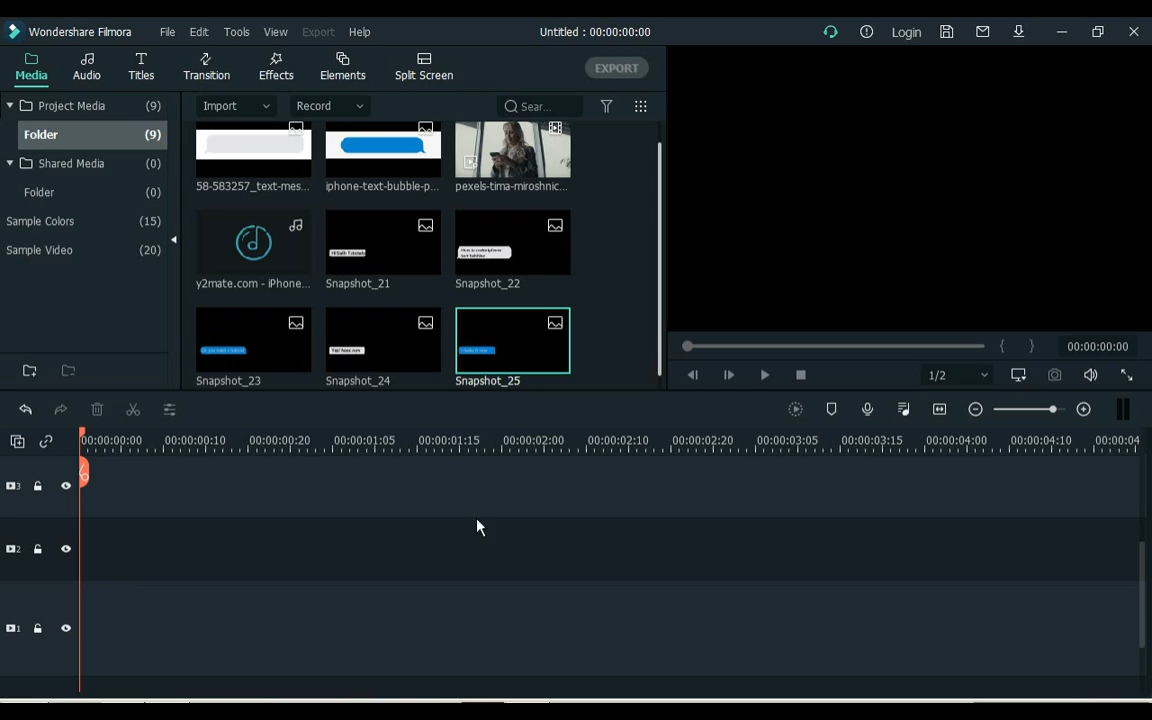 Wondershare Filmora File Edit Tools View Export Help Untitled : 00:00:00:00 Login
Media Audio Titles Transition Effects Elements Split Screen EXPORT
Project Media (9) Import Record Sear...
Folder (9)
Shared Media (0)
Folder (0)
Sample Colors (15)
Sample Video (20)
58-583257_text-mes... iphone-text-bubble-p... pexels-tima-miroshnic...
y2mate.com - iPhone... Snapshot_21 Snapshot_22
Snapshot_23 Snapshot_24 Snapshot_25
{ } 00:00:00:00
1/2
00:00:00:00 00:00:00:10 00:00:00:20 00:00:01:05 00:00:01:15 00:00:02:00 00:00:02:10 00:00:02:20 00:00:03:05 00:00:03:15 00:00:04:00 00:00:04:10 00:00:04
3
2
1